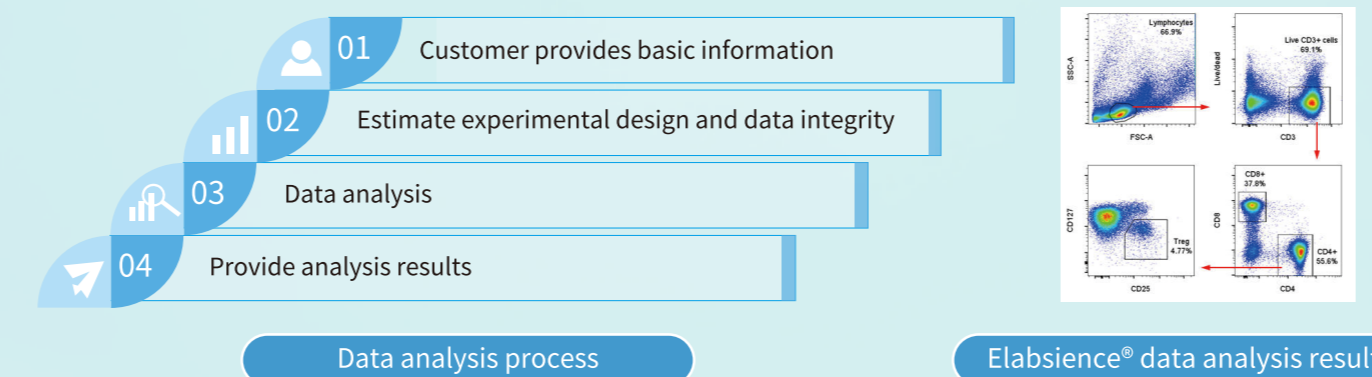 01 Customer provides basic information
02 Estimate experimental design and data integrity
03 Data analysis
04 Provide analysis results
Data analysis process
Lymphocytes
66.9%
SSC-A
FSC-A
Live CD3+ cells
69.1%
Live/dead
CD3
CD127
Treg
4.77%
CD25
CD8+
37.8%
CD8
CD4+
55.6%
CD4
Elabsience® data analysis result